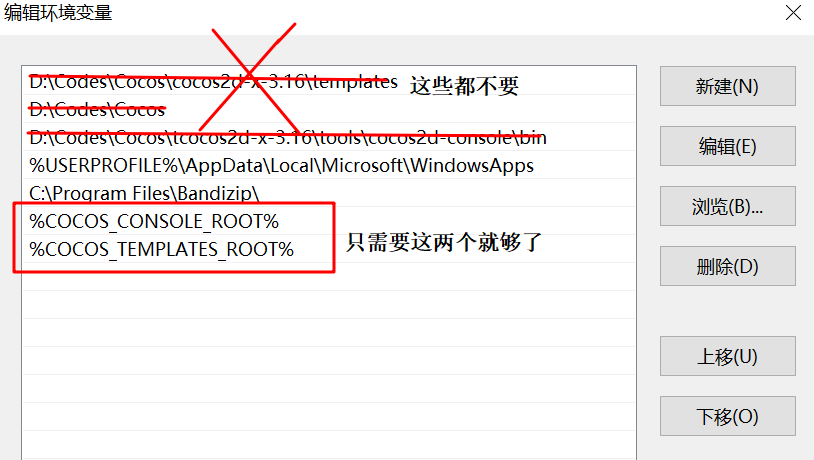 编辑环境变量
D:\Codes\Cocos\cocos2d-x-3.16\templates 这些都不要
D:\Codes\Cocos
D:\Codes\Cocos\tcocos2d-x-3.16\tools\cocos2d-console\bin
%USERPROFILE%\AppData\Local\Microsoft\WindowsApps
C:\Program Files\Bandizip\
%COCOS_CONSOLE_ROOT%
%COCOS_TEMPLATES_ROOT%
只需要这两个就够了
新建(N)
编辑(E)
浏览(B)...
删除(D)
上移(U)
下移(O)